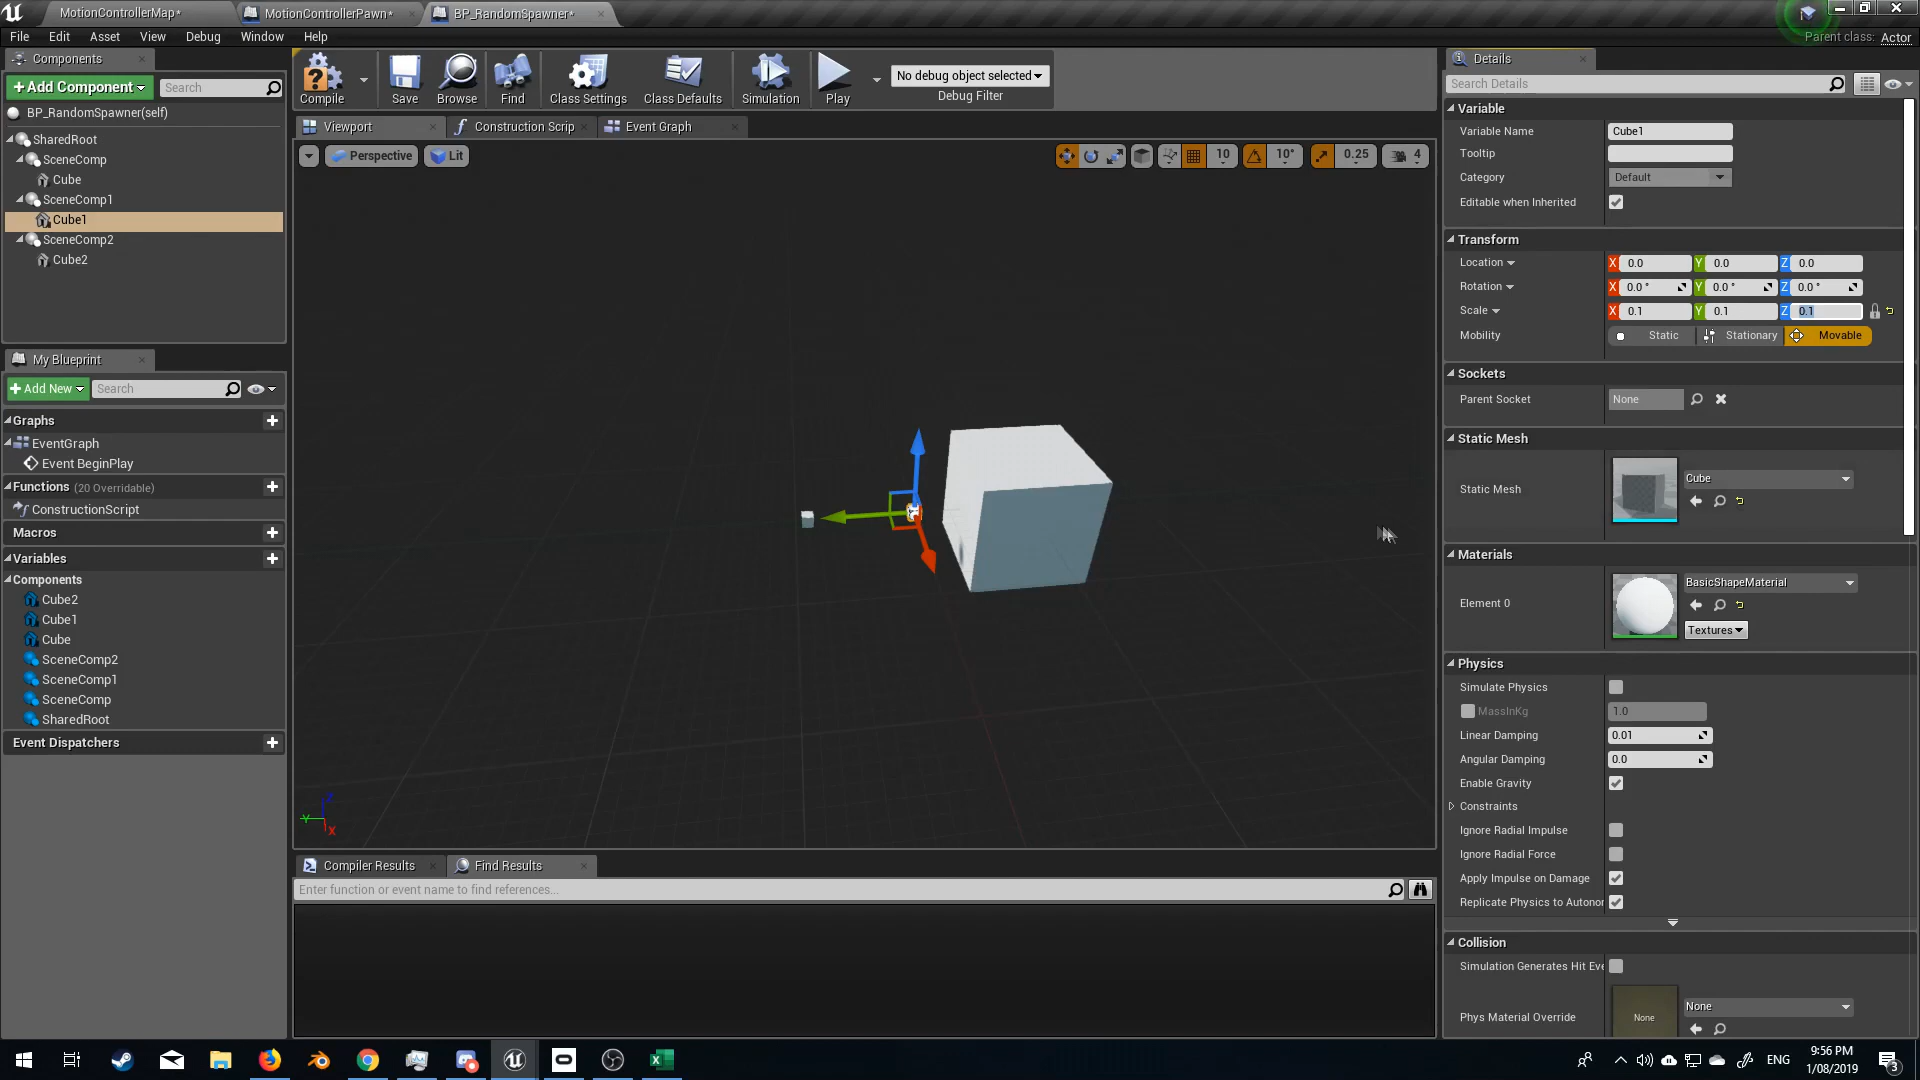 MotionControllerMap*
MotionControllerPawn*
BP_RandomSpawner*
File Edit Asset View Debug Window Help
Parent class: Actor
Components
+Add Component
Search
BP_RandomSpawner(self)
SharedRoot
SceneComp
Cube
SceneComp1
Cube1
SceneComp2
Cube2
Compile
Save
Browse
Find
Class Settings
Class Defaults
Simulation
Play
No debug object selected
Debug Filter
Viewport
Construction Scrip
Event Graph
Perspective
Lit
10
10°
0.25
4
My Blueprint
+Add New
Search
Graphs
EventGraph
Event BeginPlay
Functions (20 Overridable)
ConstructionScript
Macros
Variables
Components
Cube2
Cube1
Cube
SceneComp2
SceneComp1
SceneComp
SharedRoot
Event Dispatchers
Z
Y
X
Compiler Results
Find Results
Enter function or event name to find references...
Details
Search Details
Variable
Variable Name Cube1
Tooltip
Category Default
Editable when Inherited
Transform
Location X 0.0 Y 0.0 Z 0.0
Rotation X 0.0 ° Y 0.0 ° Z 0.0 °
Scale X 0.1 Y 0.1 Z 0.1
Mobility Static Stationary Movable
Sockets
Parent Socket None
Static Mesh
Static Mesh Cube
Materials
Element 0 BasicShapeMaterial
Textures
Physics
Simulate Physics
MassInKg 1.0
Linear Damping 0.01
Angular Damping 0.0
Enable Gravity
Constraints
Ignore Radial Impulse
Ignore Radial Force
Apply Impulse on Damage
Replicate Physics to Autonor
Collision
Simulation Generates Hit Eve
Phys Material Override None None
ENG
9:56 PM
1/08/2019
3